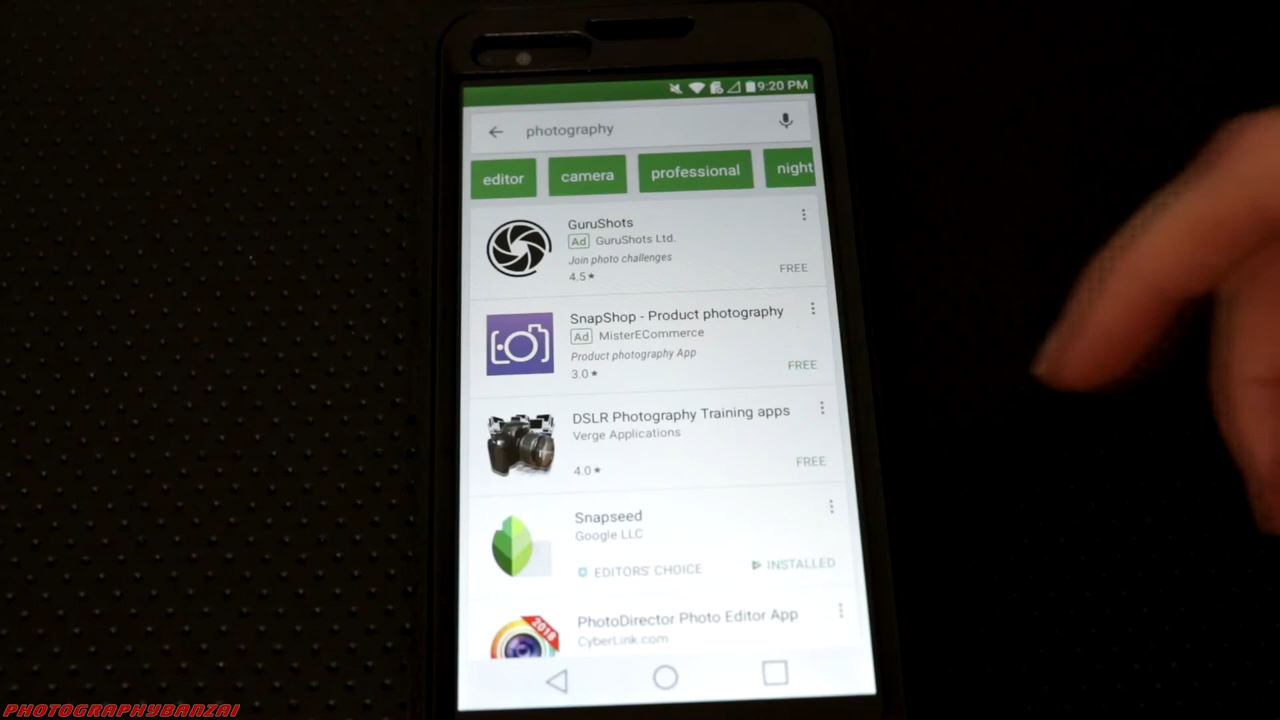 9:20 PM
photography
editor
camera
professional
night
GuruShots
Ad GuruShots Ltd.
Join photo challenges
4.5★
FREE
SnapShop - Product photography
Ad MisterECommerce
Product photography App
3.0★
FREE
DSLR Photography Training apps
Verge Applications
4.0★
FREE
Snapseed
Google LLC
EDITORS' CHOICE
INSTALLED
PhotoDirector Photo Editor App
CyberLink.com
2018
PHOTOGRAPHYBANZAI